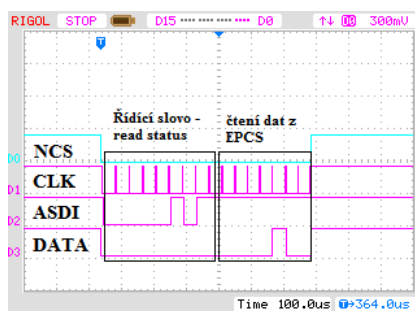 RIGOL STOP D15 D0 ↑↓ D0 300mV
T
Řídící slovo -
read status
čtení dat z
EPCS
NCS
D0
CLK
D1
ASDI
D2
DATA
D3
Time 100.0us T→364.0us